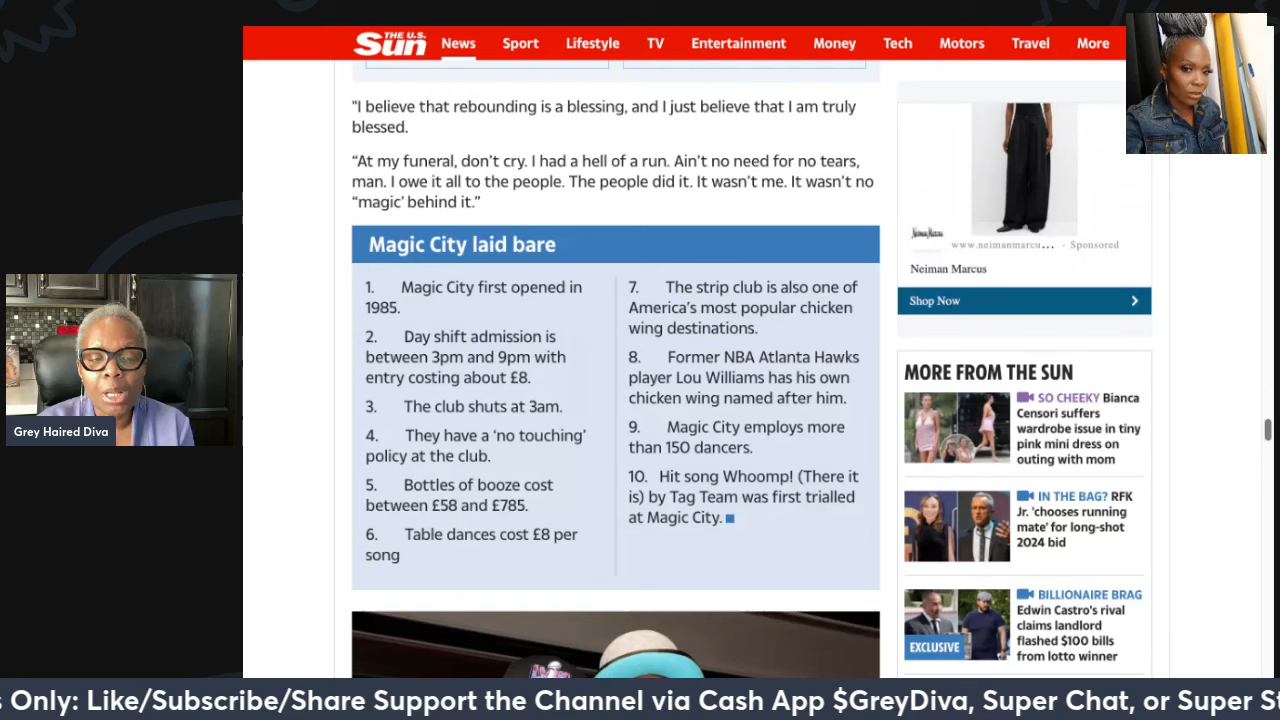 THE U.S. Sun
News Sport Lifestyle TV Entertainment Money Tech Motors Travel More
"I believe that rebounding is a blessing, and I just believe that I am truly
blessed.
“At my funeral, don’t cry. I had a hell of a run. Ain’t no need for no tears,
man. I owe it all to the people. The people did it. It wasn’t me. It wasn’t no
“magic’ behind it.”
Magic City laid bare
1. Magic City first opened in
1985.
2. Day shift admission is
between 3pm and 9pm with
entry costing about £8.
3. The club shuts at 3am.
4. They have a ‘no touching’
policy at the club.
5. Bottles of booze cost
between £58 and £785.
6. Table dances cost £8 per
song
7. The strip club is also one of
America’s most popular chicken
wing destinations.
8. Former NBA Atlanta Hawks
player Lou Williams has his own
chicken wing named after him.
9. Magic City employs more
than 150 dancers.
10. Hit song Whoomp! (There it
is) by Tag Team was first trialled
at Magic City.
Neiman Marcus
www.neimanmarcu... - Sponsored
Neiman Marcus
Shop Now
MORE FROM THE SUN
SO CHEEKY Bianca
Censori suffers
wardrobe issue in tiny
pink mini dress on
outing with mom
IN THE BAG? RFK
Jr. 'chooses running
mate' for long-shot
2024 bid
BILLIONAIRE BRAG
Edwin Castro's rival
claims landlord
flashed $100 bills
from lotto winner
EXCLUSIVE
Grey Haired Diva
s Only: Like/Subscribe/Share Support the Channel via Cash App $GreyDiva, Super Chat, or Super S